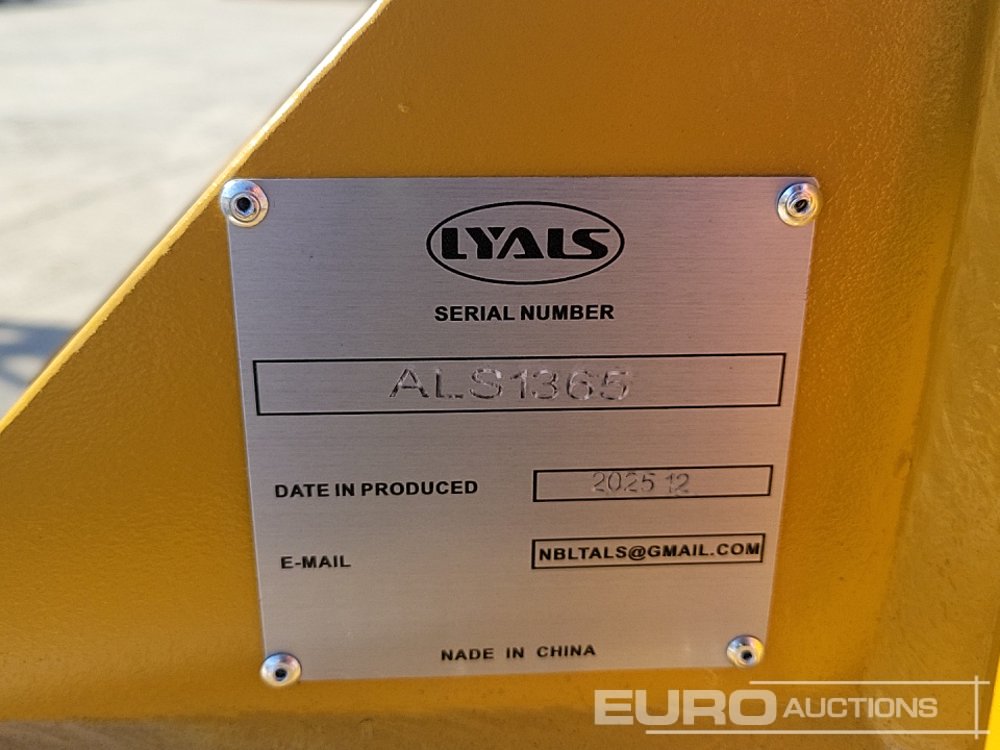 LYALS
SERIAL NUMBER
ALS1365
DATE IN PRODUCED 2025 12
E-MAIL NBLTALS@GMAIL.COM
NADE IN CHINA
EURO AUCTIONS